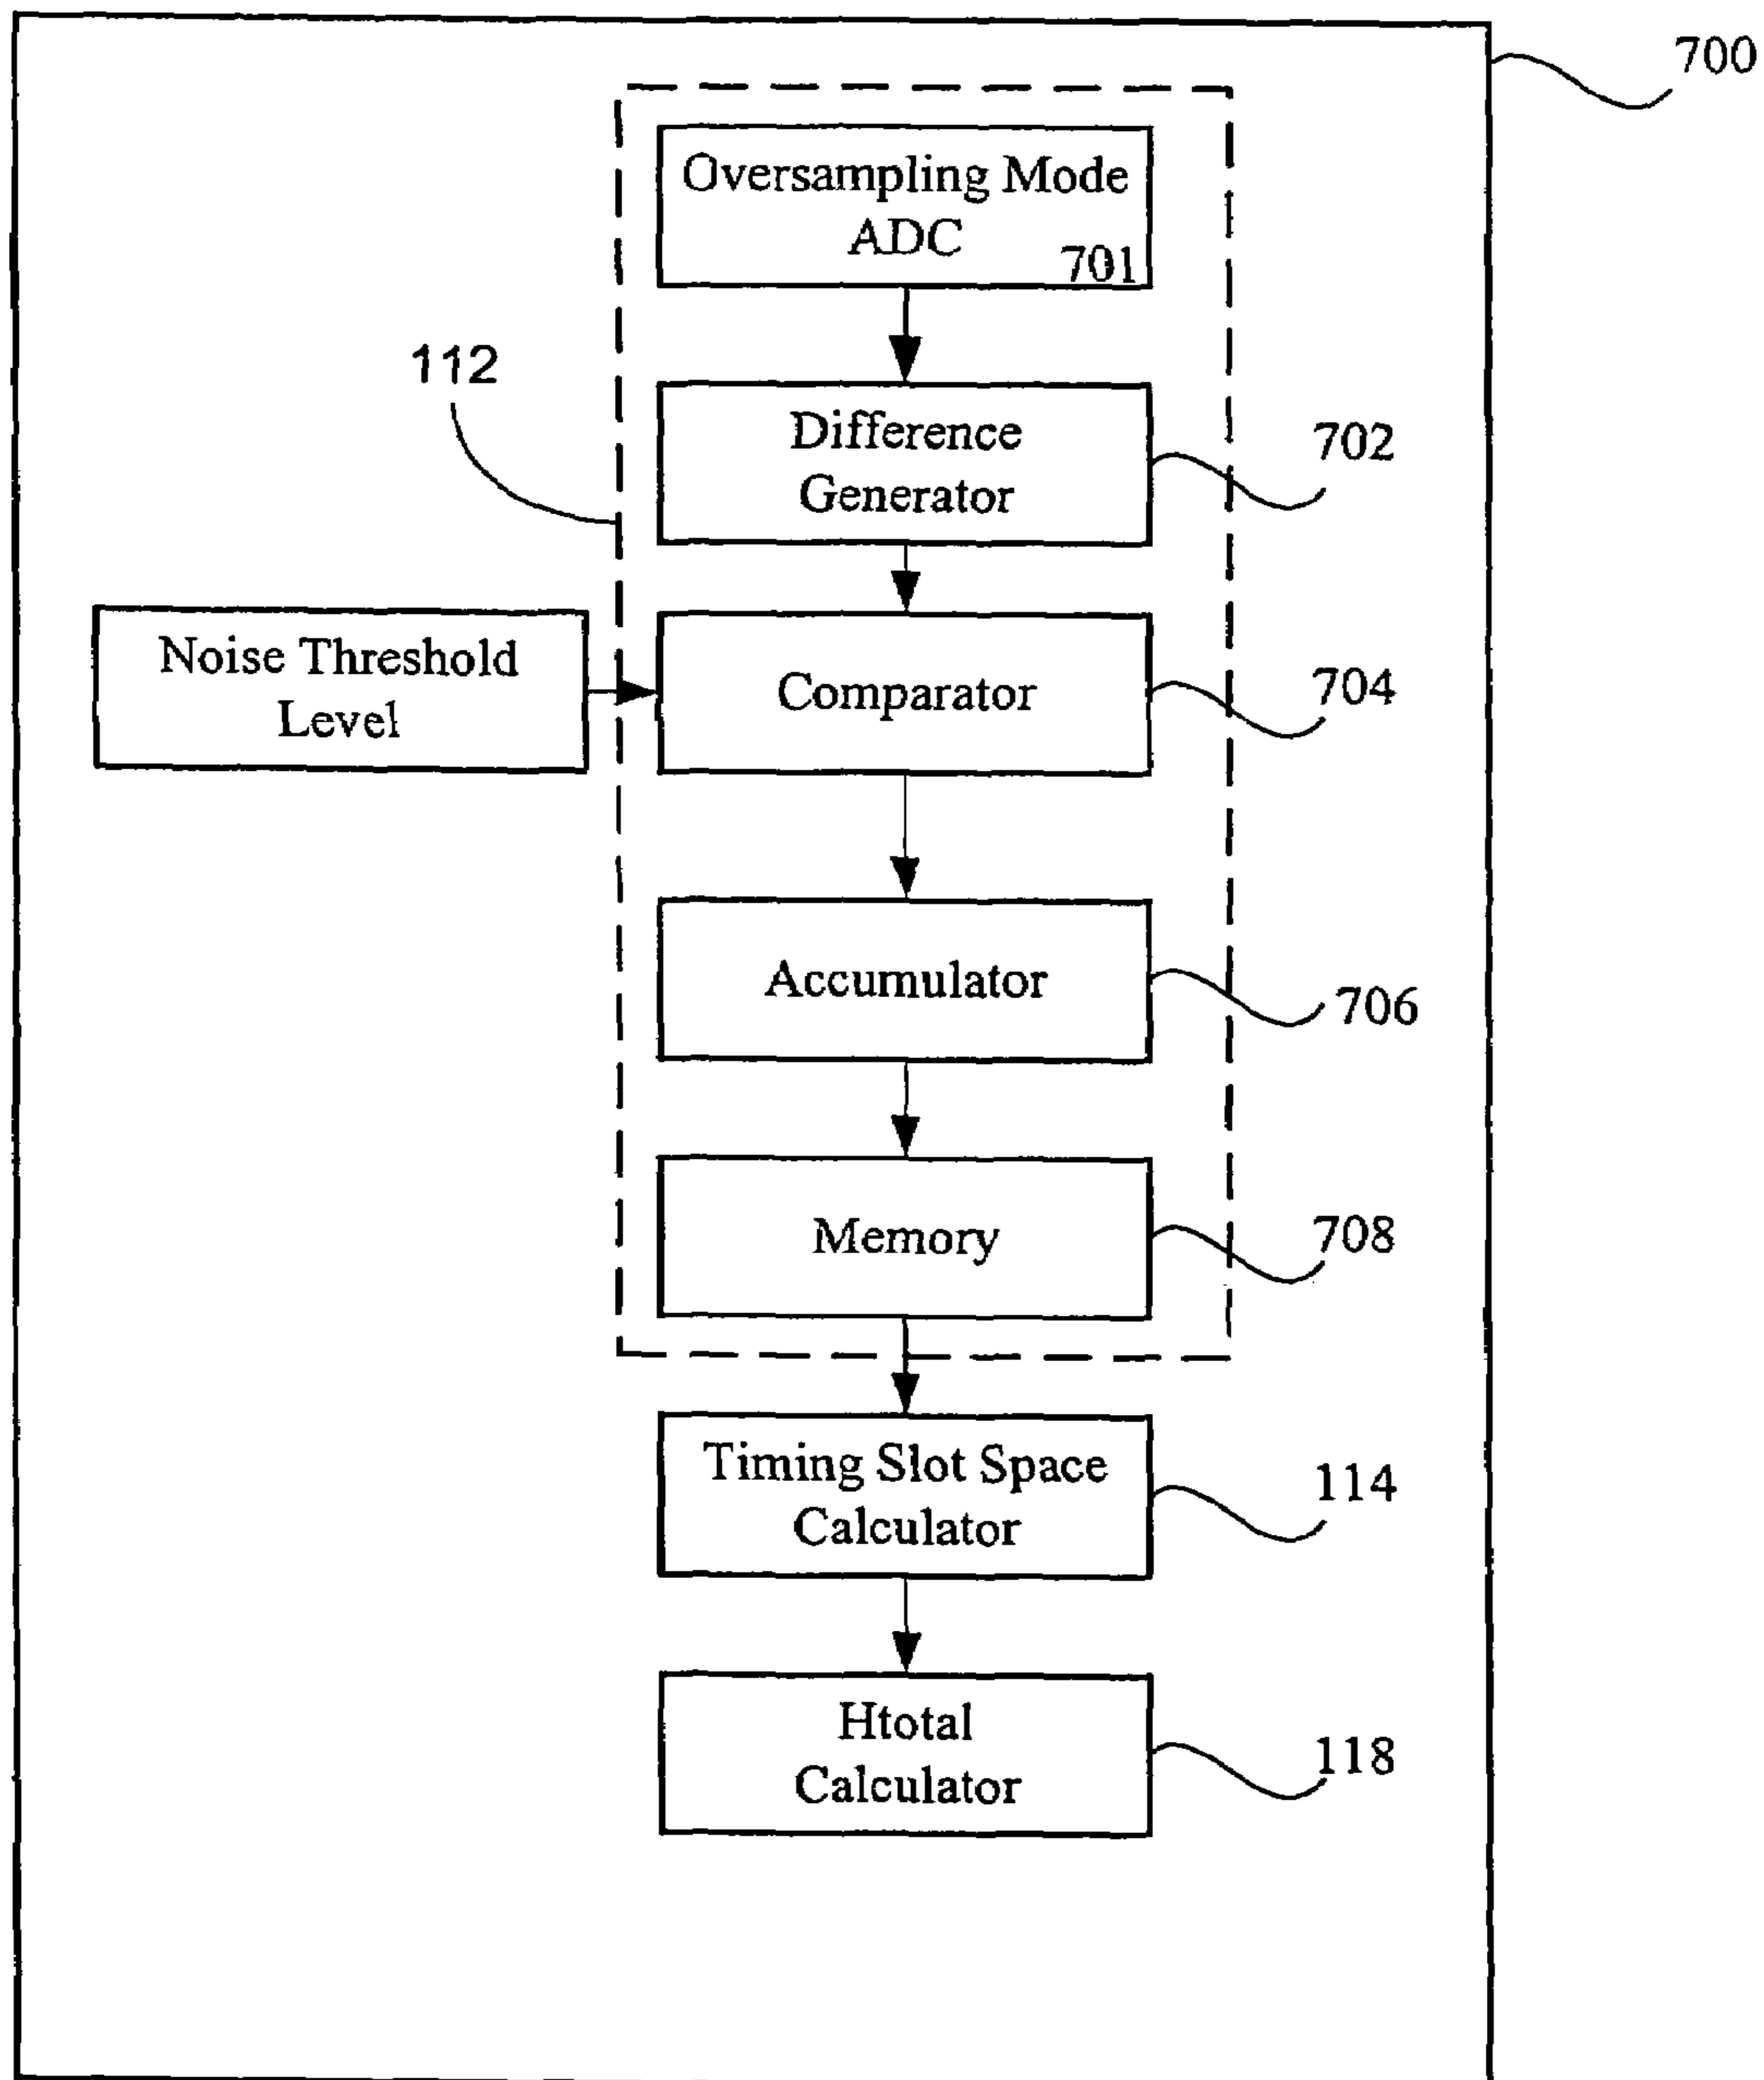 700
Oversampling Mode
ADC
701
112
Difference
Generator
702
Noise Threshold
Level
Comparator
704
Accumulator
706
Memory
708
Timing Slot Space
Calculator
114
Htotal
Calculator
118